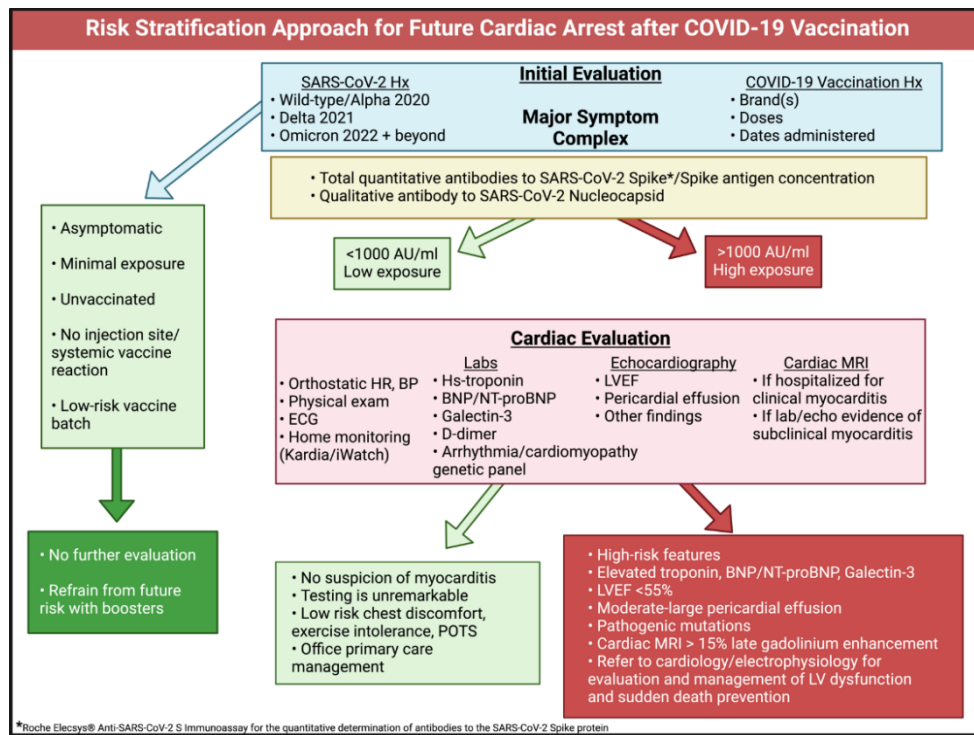 Risk Stratification Approach for Future Cardiac Arrest after COVID-19 Vaccination
SARS-CoV-2 Hx
• Wild-type/Alpha 2020
• Delta 2021
• Omicron 2022 + beyond
Initial Evaluation
Major Symptom
Complex
COVID-19 Vaccination Hx
• Brand(s)
• Doses
• Dates administered
• Total quantitative antibodies to SARS-CoV-2 Spike*/Spike antigen concentration
• Qualitative antibody to SARS-CoV-2 Nucleocapsid
• Asymptomatic
• Minimal exposure
• Unvaccinated
• No injection site/
systemic vaccine
reaction
• Low-risk vaccine
batch
<1000 AU/ml
Low exposure
>1000 AU/ml
High exposure
Cardiac Evaluation
• Orthostatic HR, BP
• Physical exam
• ECG
• Home monitoring
(Kardia/iWatch)
Labs
• Hs-troponin
• BNP/NT-proBNP
• Galectin-3
• D-dimer
• Arrhythmia/cardiomyopathy
genetic panel
Echocardiography
• LVEF
• Pericardial effusion
• Other findings
Cardiac MRI
• If hospitalized for
clinical myocarditis
• If lab/echo evidence of
subclinical myocarditis
• No further evaluation
• Refrain from future
risk with boosters
• No suspicion of myocarditis
• Testing is unremarkable
• Low risk chest discomfort,
exercise intolerance, POTS
• Office primary care
management
• High-risk features
• Elevated troponin, BNP/NT-proBNP, Galectin-3
• LVEF <55%
• Moderate-large pericardial effusion
• Pathogenic mutations
• Cardiac MRI > 15% late gadolinium enhancement
• Refer to cardiology/electrophysiology for
evaluation and management of LV dysfunction
and sudden death prevention
*Roche Elecsys® Anti-SARS-CoV-2 S Immunoassay for the quantitative determination of antibodies to the SARS-CoV-2 Spike protein